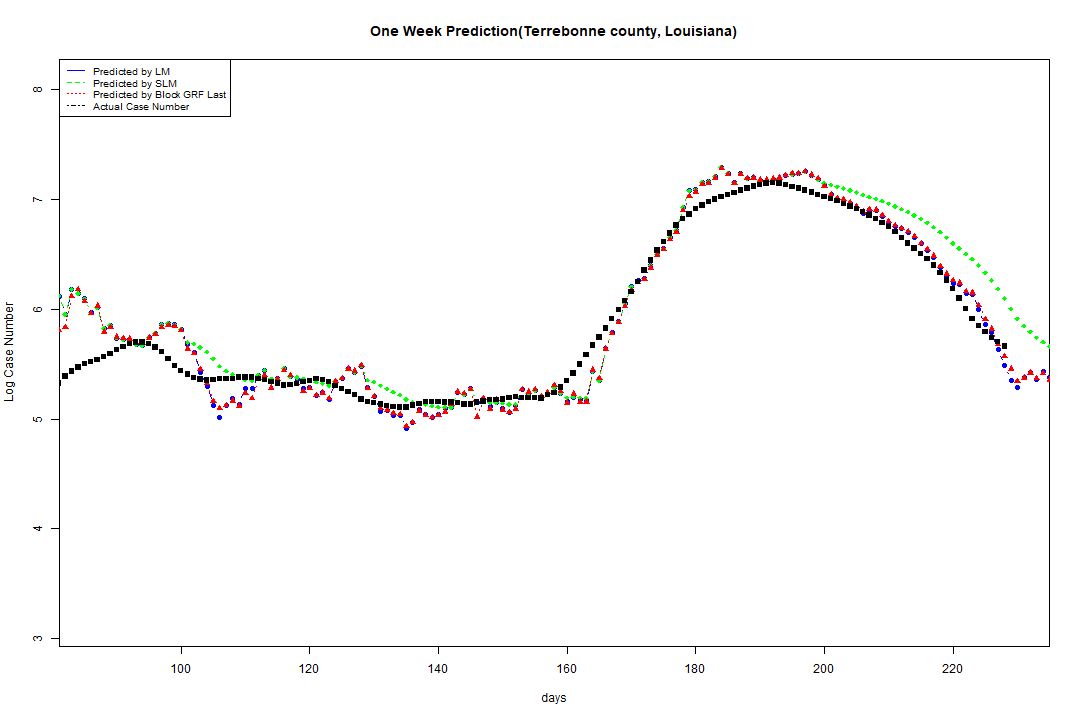 One Week Prediction(Terrebonne county, Louisiana)
Predicted by LM
Predicted by SLM
Predicted by Block GRF Last
Actual Case Number
8
7
6
5
4
3
Log Case Number
100 120 140 160 180 200 220
days